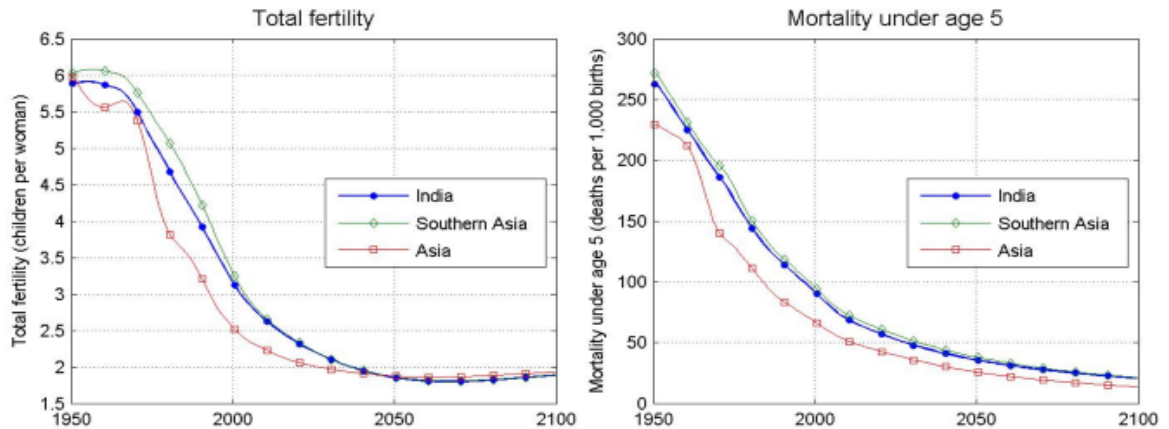 Total fertility
Total fertility (children per woman)
6.5
6
5.5
5
4.5
4
3.5
3
2.5
2
1.5
1950
2000
2050
2100
India
Southern Asia
Asia
Mortality under age 5
Mortality under age 5 (deaths per 1,000 births)
300
250
200
150
100
50
0
1950
2000
2050
2100
India
Southern Asia
Asia